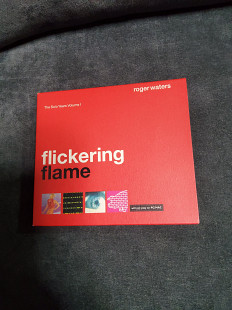 roger waters
The Solo Years Volume 1
flickering
flame